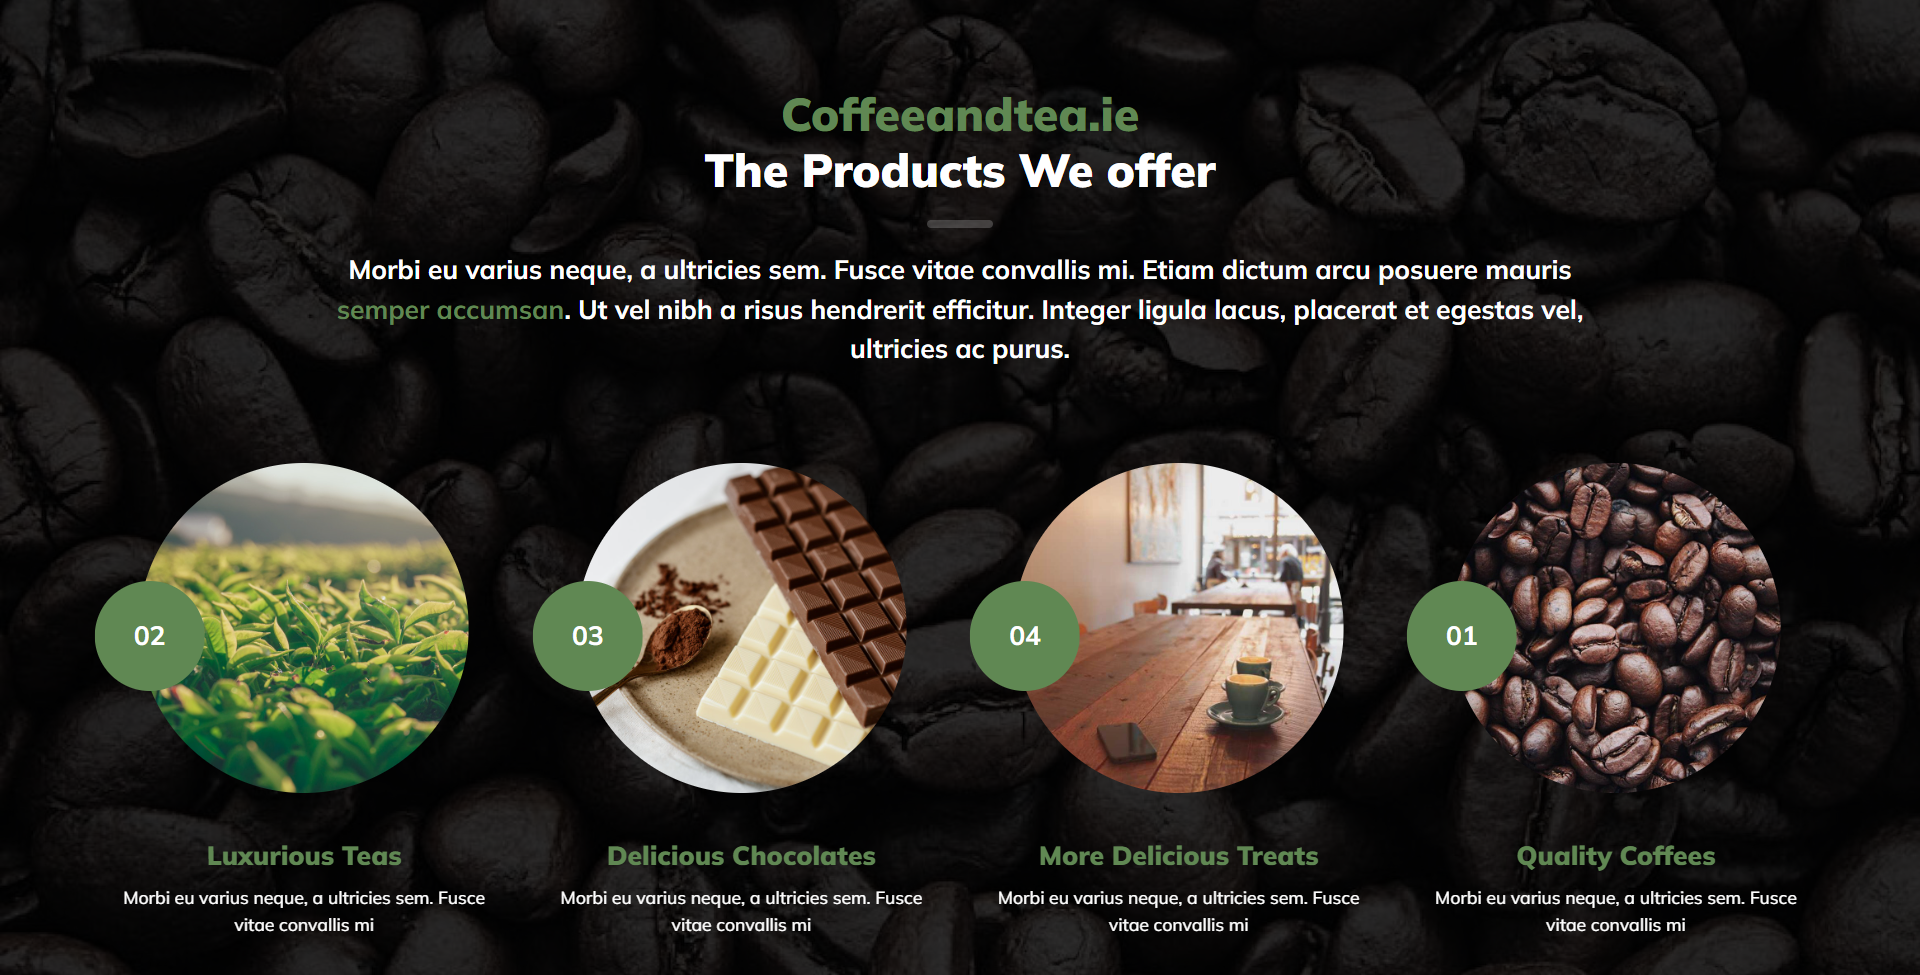 Coffeeandtea.ie
The Products We offer
Morbi eu varius neque, a ultricies sem. Fusce vitae convallis mi. Etiam dictum arcu posuere mauris
semper accumsan. Ut vel nibh a risus hendrerit efficitur. Integer ligula lacus, placerat et egestas vel,
ultricies ac purus.
02
Luxurious Teas
Morbi eu varius neque, a ultricies sem. Fusce
vitae convallis mi
03
Delicious Chocolates
Morbi eu varius neque, a ultricies sem. Fusce
vitae convallis mi
04
More Delicious Treats
Morbi eu varius neque, a ultricies sem. Fusce
vitae convallis mi
01
Quality Coffees
Morbi eu varius neque, a ultricies sem. Fusce
vitae convallis mi